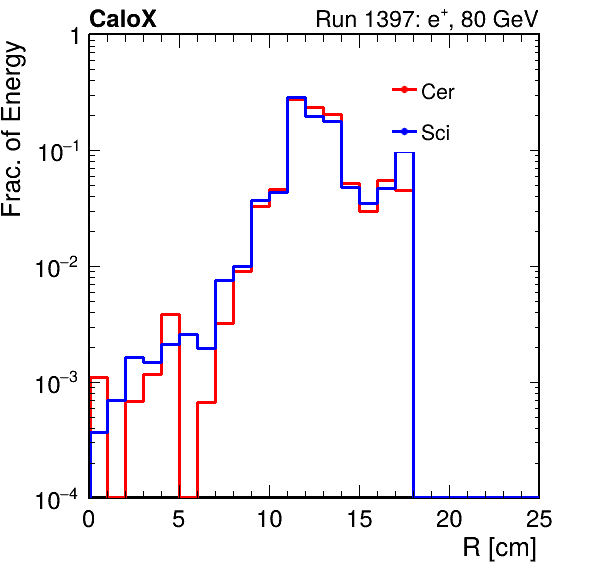 CaloX Run 1397: e⁺, 80 GeV
Frac. of Energy
1
10⁻¹
10⁻²
10⁻³
10⁻⁴
Cer
Sci
0 5 10 15 20 25
R [cm]